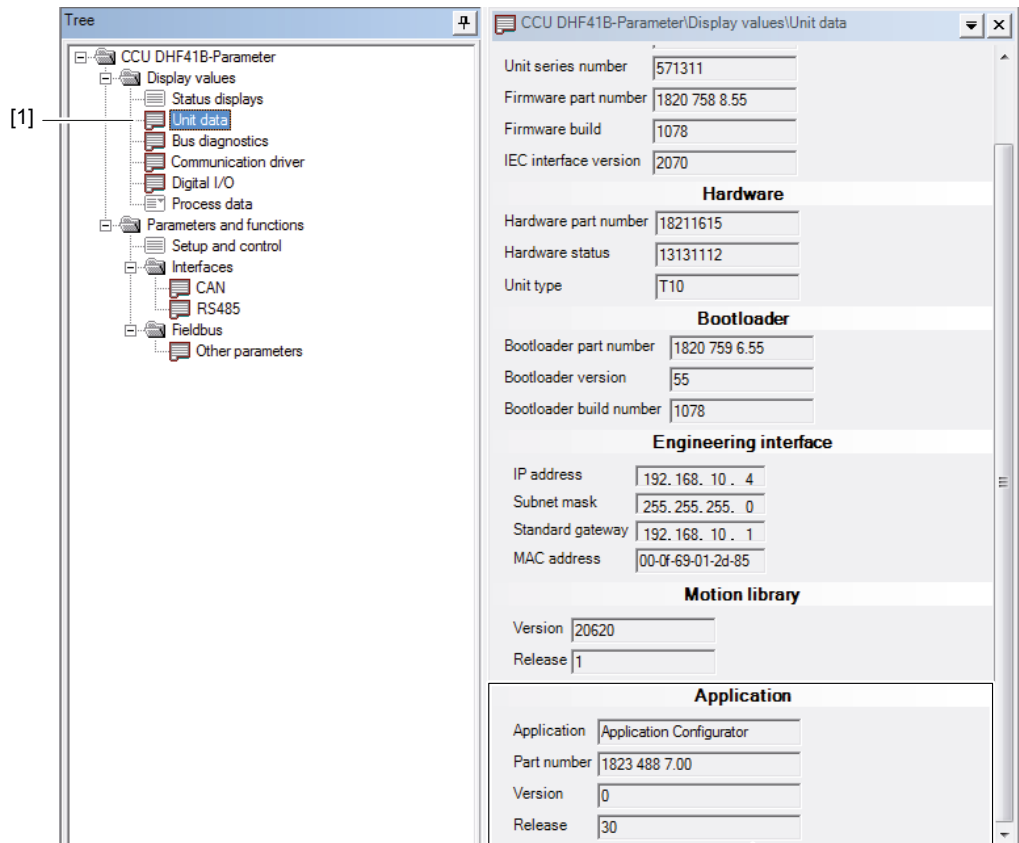 Tree
CCU DHF41B-Parameter
Display values
Status displays
[1]
Unit data
Bus diagnostics
Communication driver
Digital I/O
Process data
Parameters and functions
Setup and control
Interfaces
CAN
RS485
Fieldbus
Other parameters
CCU DHF41B-Parameter\Display values\Unit data
Unit series number 571311
Firmware part number 1820 758 8.55
Firmware build 1078
IEC interface version 2070
Hardware
Hardware part number 18211615
Hardware status 13131112
Unit type T10
Bootloader
Bootloader part number 1820 759 6.55
Bootloader version 55
Bootloader build number 1078
Engineering interface
IP address 192. 168. 10 . 4
Subnet mask 255. 255. 255. 0
Standard gateway 192. 168. 10 . 1
MAC address 00-0f-69-01-2d-85
Motion library
Version 20620
Release 1
Application
Application Application Configurator
Part number 1823 488 7.00
Version 0
Release 30